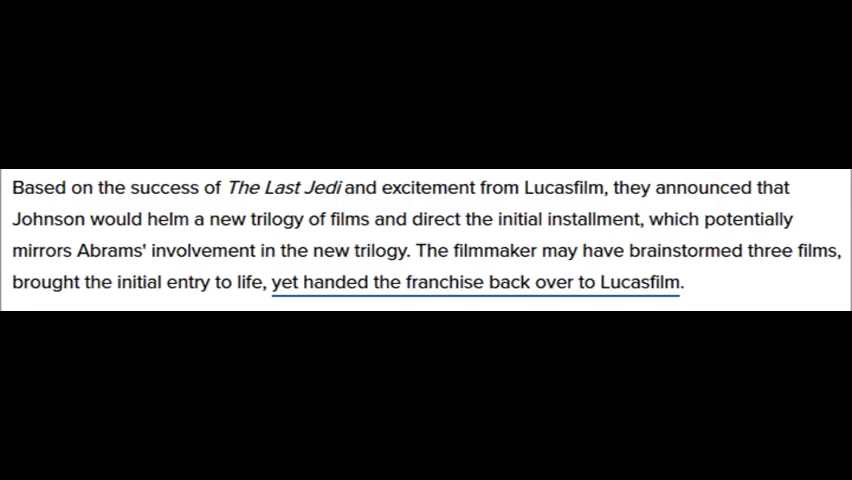 Based on the success of The Last Jedi and excitement from Lucasfilm, they announced that
Johnson would helm a new trilogy of films and direct the initial installment, which potentially
mirrors Abrams' involvement in the new trilogy. The filmmaker may have brainstormed three films,
brought the initial entry to life, yet handed the franchise back over to Lucasfilm.